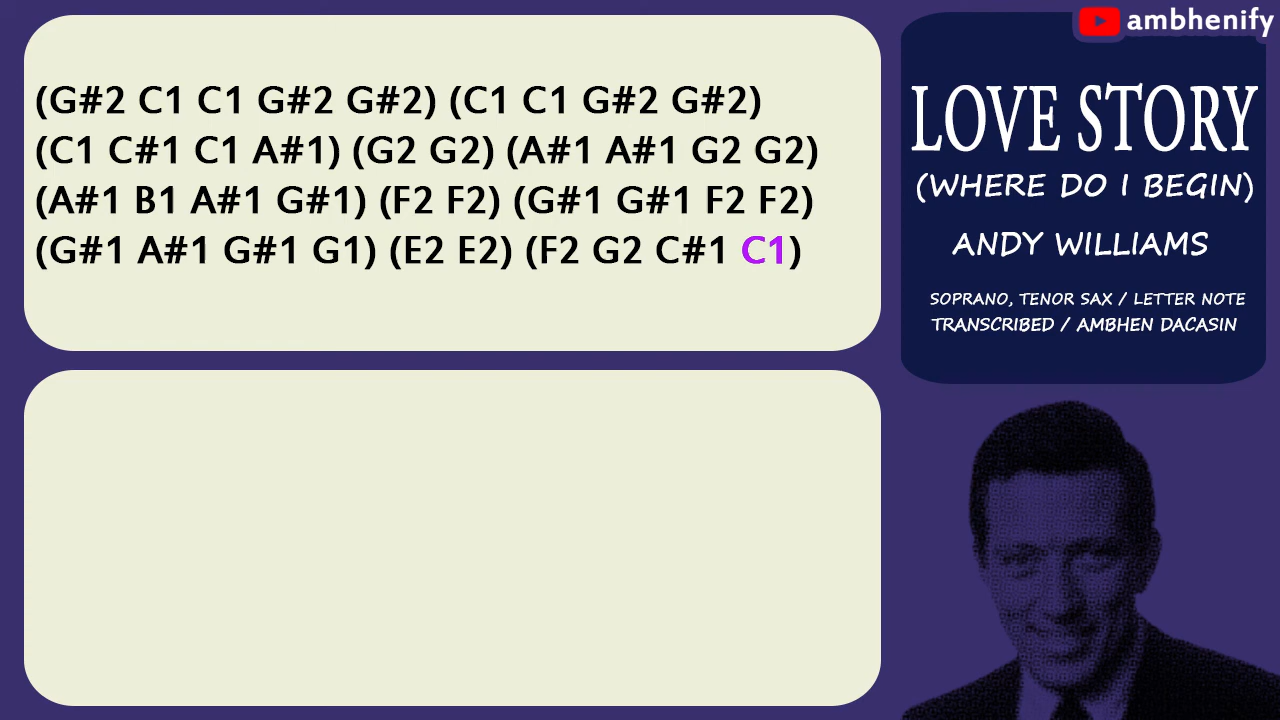 ambhenify
(G#2 C1 C1 G#2 G#2) (C1 C1 G#2 G#2)
(C1 C#1 C1 A#1) (G2 G2) (A#1 A#1 G2 G2)
(A#1 B1 A#1 G#1) (F2 F2) (G#1 G#1 F2 F2)
(G#1 A#1 G#1 G1) (E2 E2) (F2 G2 C#1 C1)
LOVE STORY
(WHERE DO I BEGIN)
ANDY WILLIAMS
SOPRANO, TENOR SAX / LETTER NOTE
TRANSCRIBED / AMBHEN DACASIN